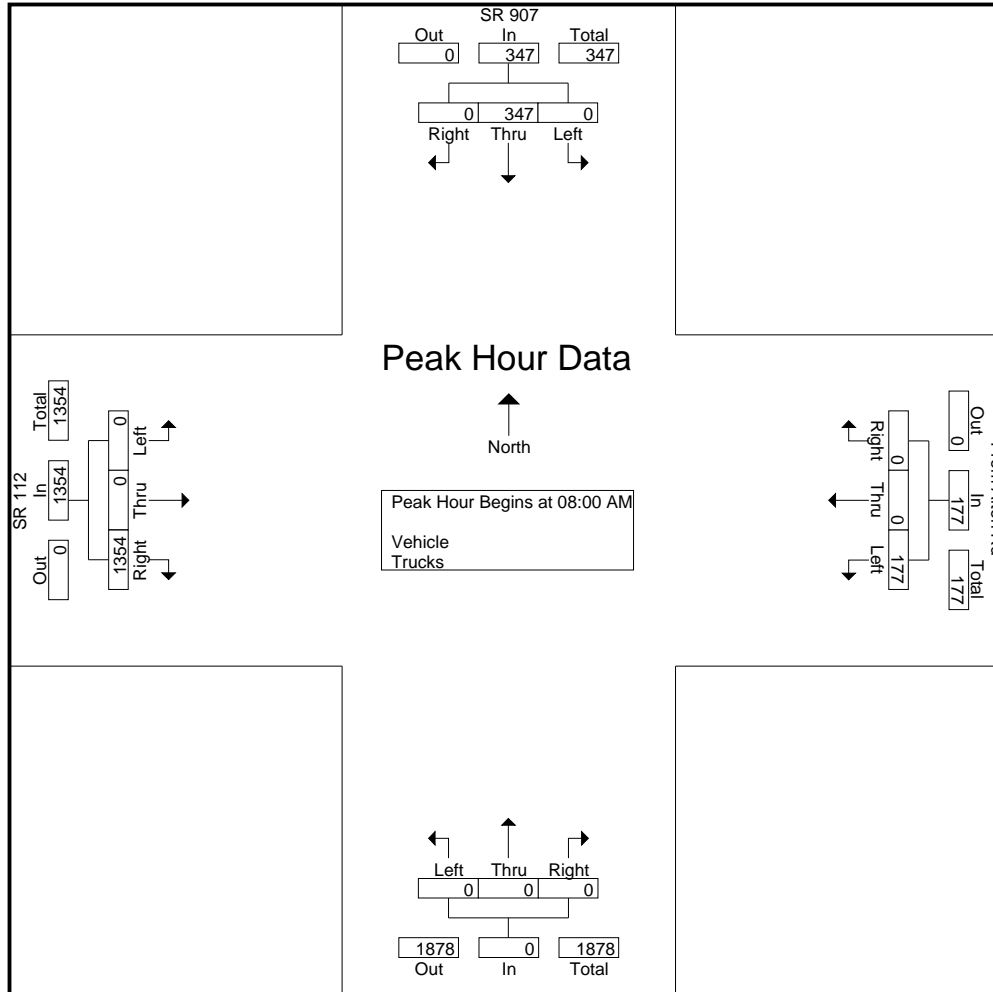 SR 907
Out In Total
0 347 347
0 347 0
Right Thru Left
Peak Hour Data
North
Peak Hour Begins at 08:00 AM
Vehicle
Trucks
SR 112
Out In Total
0 1354 1354
Left Thru Right
0 0 1354
Right Thru Left
0 0 177
Out In Total
0 177 177
Left Thru Right
0 0 0
1878 0 1878
Out In Total